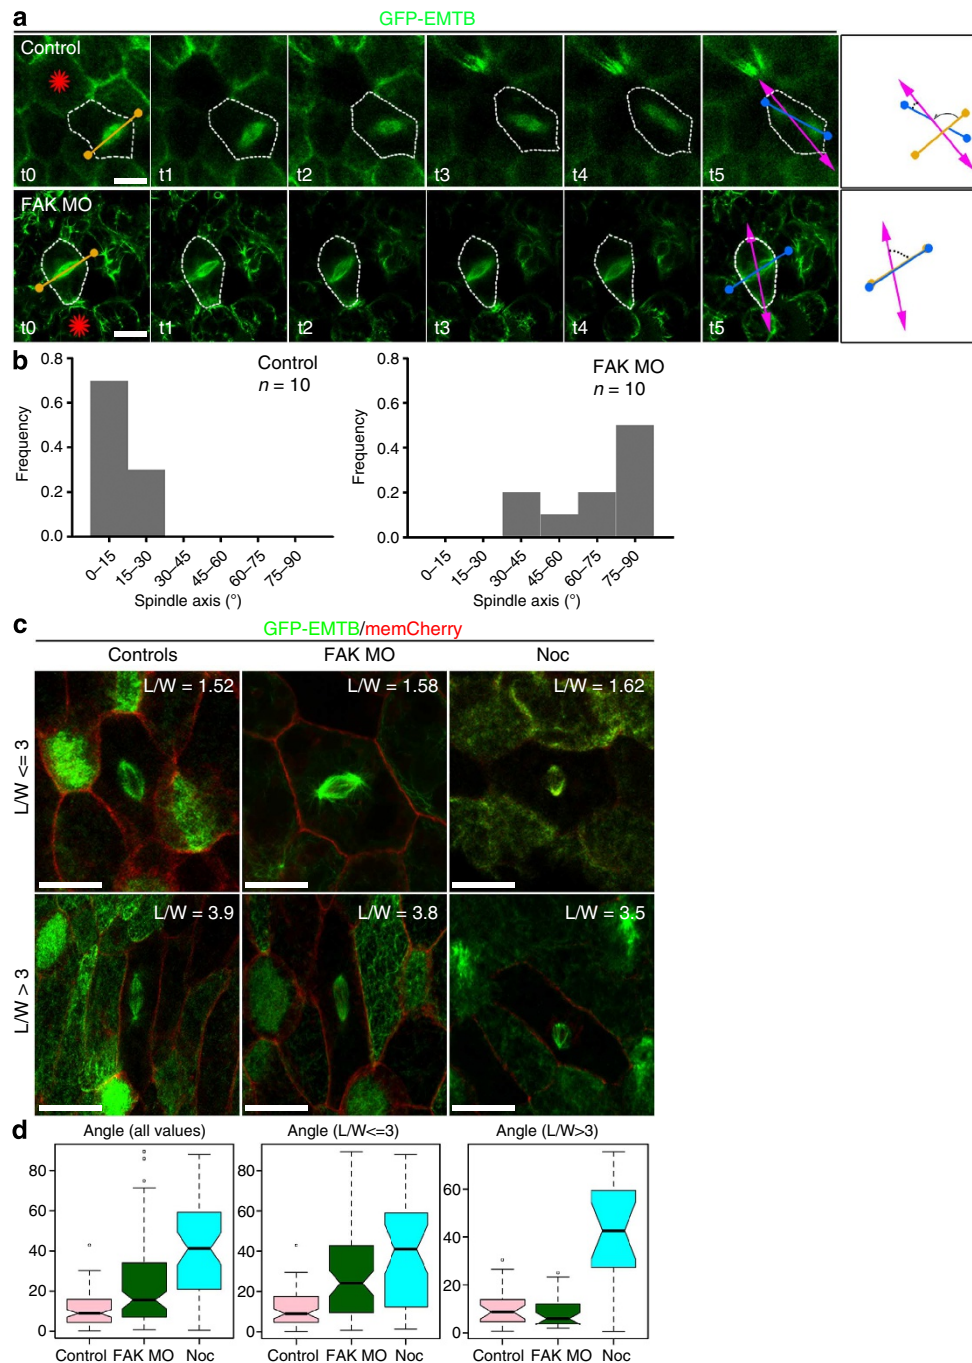 a
GFP-EMTB
Control
t0 t1 t2 t3 t4 t5
FAK MO
t0 t1 t2 t3 t4 t5
b
Control
n = 10
Frequency
0.8
0.6
0.4
0.2
0.0
0–15 15–30 30–45 45–60 60–75 75–90
Spindle axis (°)
FAK MO
n = 10
Frequency
0.8
0.6
0.4
0.2
0.0
0–15 15–30 30–45 45–60 60–75 75–90
Spindle axis (°)
c
GFP-EMTB/memCherry
Controls FAK MO Noc
L/W <= 3
L/W = 1.52 L/W = 1.58 L/W = 1.62
L/W > 3
L/W = 3.9 L/W = 3.8 L/W = 3.5
d
Angle (all values)
80
60
40
20
0
Control FAK MO Noc
Angle (L/W<=3)
80
60
40
20
0
Control FAK MO Noc
Angle (L/W>3)
60
40
20
0
Control FAK MO Noc